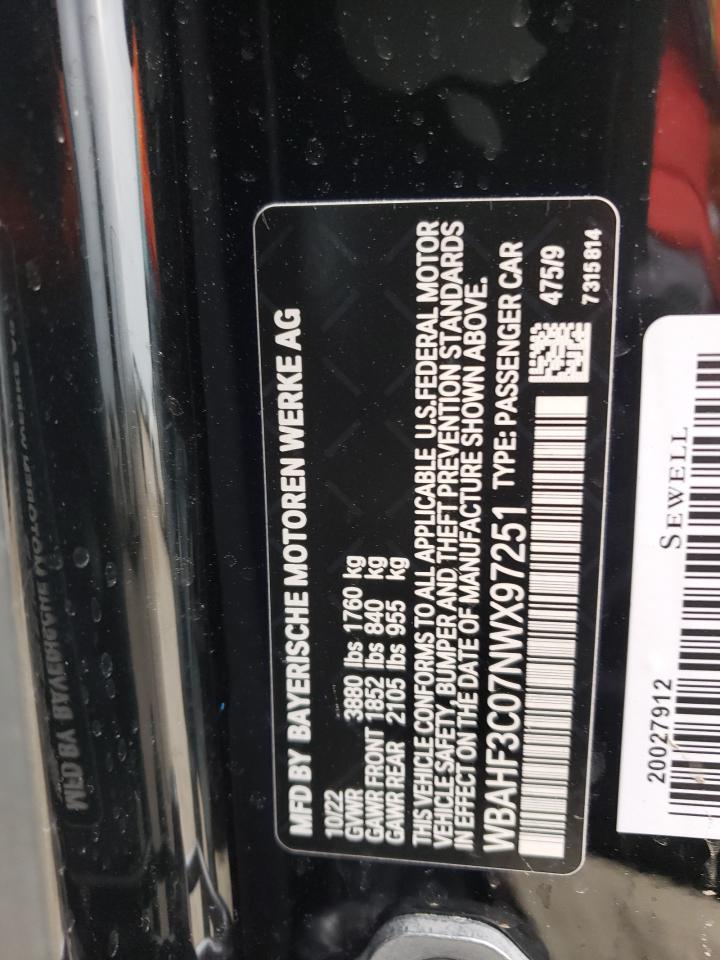 MFD BY BAYERISCHE MOTOREN WERKE AG
10/22
GVWR 3880 lbs 1760 kg
GAWR FRONT 1852 lbs 840 kg
GAWR REAR 2105 lbs 955 kg
THIS VEHICLE CONFORMS TO ALL APPLICABLE U.S. FEDERAL MOTOR
VEHICLE SAFETY, BUMPER AND THEFT PREVENTION STANDARDS
IN EFFECT ON THE DATE OF MANUFACTURE SHOWN ABOVE.
WBAHF3C07NWX97251 TYPE: PASSENGER CAR
475/9
7315814
SEWELL
20027912